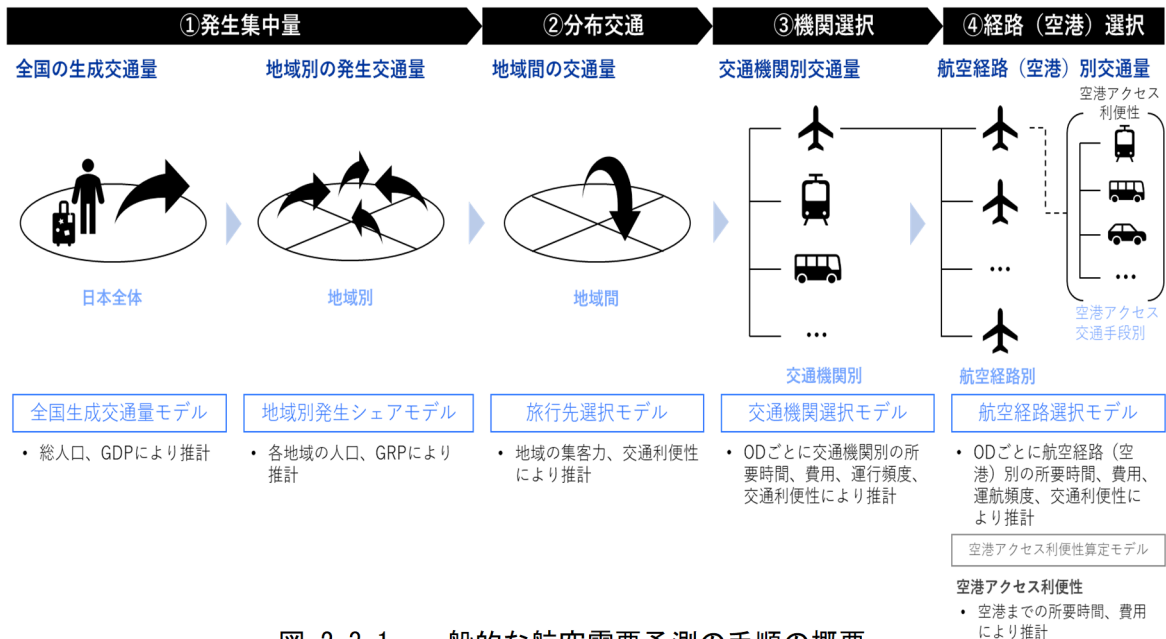 ①発生集中量
②分布交通
③機関選択
④経路（空港）選択
全国の生成交通量
地域別の発生交通量
地域間の交通量
交通機関別交通量
航空経路（空港）別交通量
空港アクセス
利便性
…
…
…
日本全体
地域別
地域間
交通機関別
航空経路別
空港アクセス
交通手段別
全国生成交通量モデル
• 総人口、GDPにより推計
地域別発生シェアモデル
• 各地域の人口、GRPにより
推計
旅行先選択モデル
• 地域の集客力、交通利便性
により推計
交通機関選択モデル
• ODごとに交通機関別の所
要時間、費用、運行頻度、
交通利便性により推計
航空経路選択モデル
• ODごとに航空経路（空
港）別の所要時間、費用、
運航頻度、交通利便性に
より推計
空港アクセス利便性算定モデル
空港アクセス利便性
• 空港までの所要時間、費用
により推計
般的な航空需要予測の手順の概要